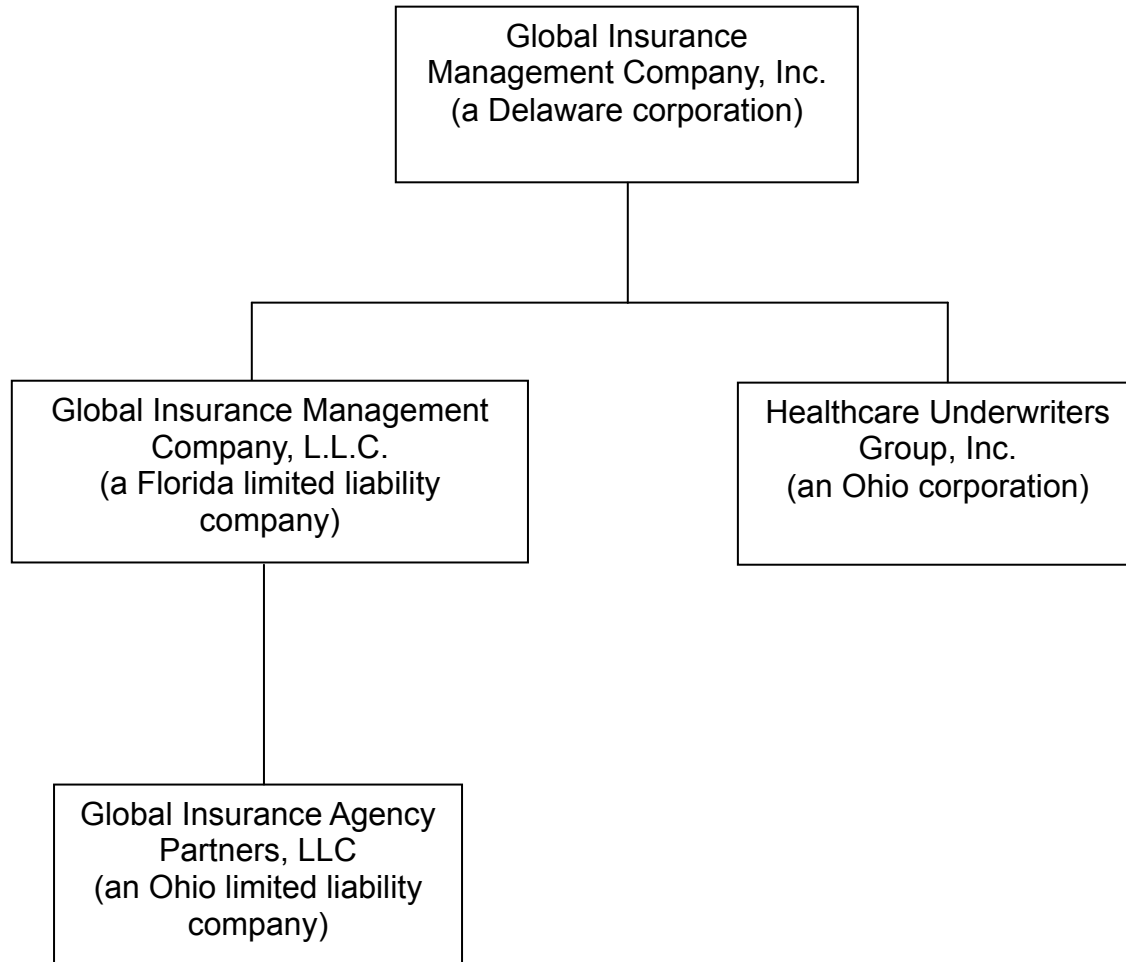 Global Insurance
Management Company, Inc.
(a Delaware corporation)
Global Insurance Management
Company, L.L.C.
(a Florida limited liability
company)
Healthcare Underwriters
Group, Inc.
(an Ohio corporation)
Global Insurance Agency
Partners, LLC
(an Ohio limited liability
company)